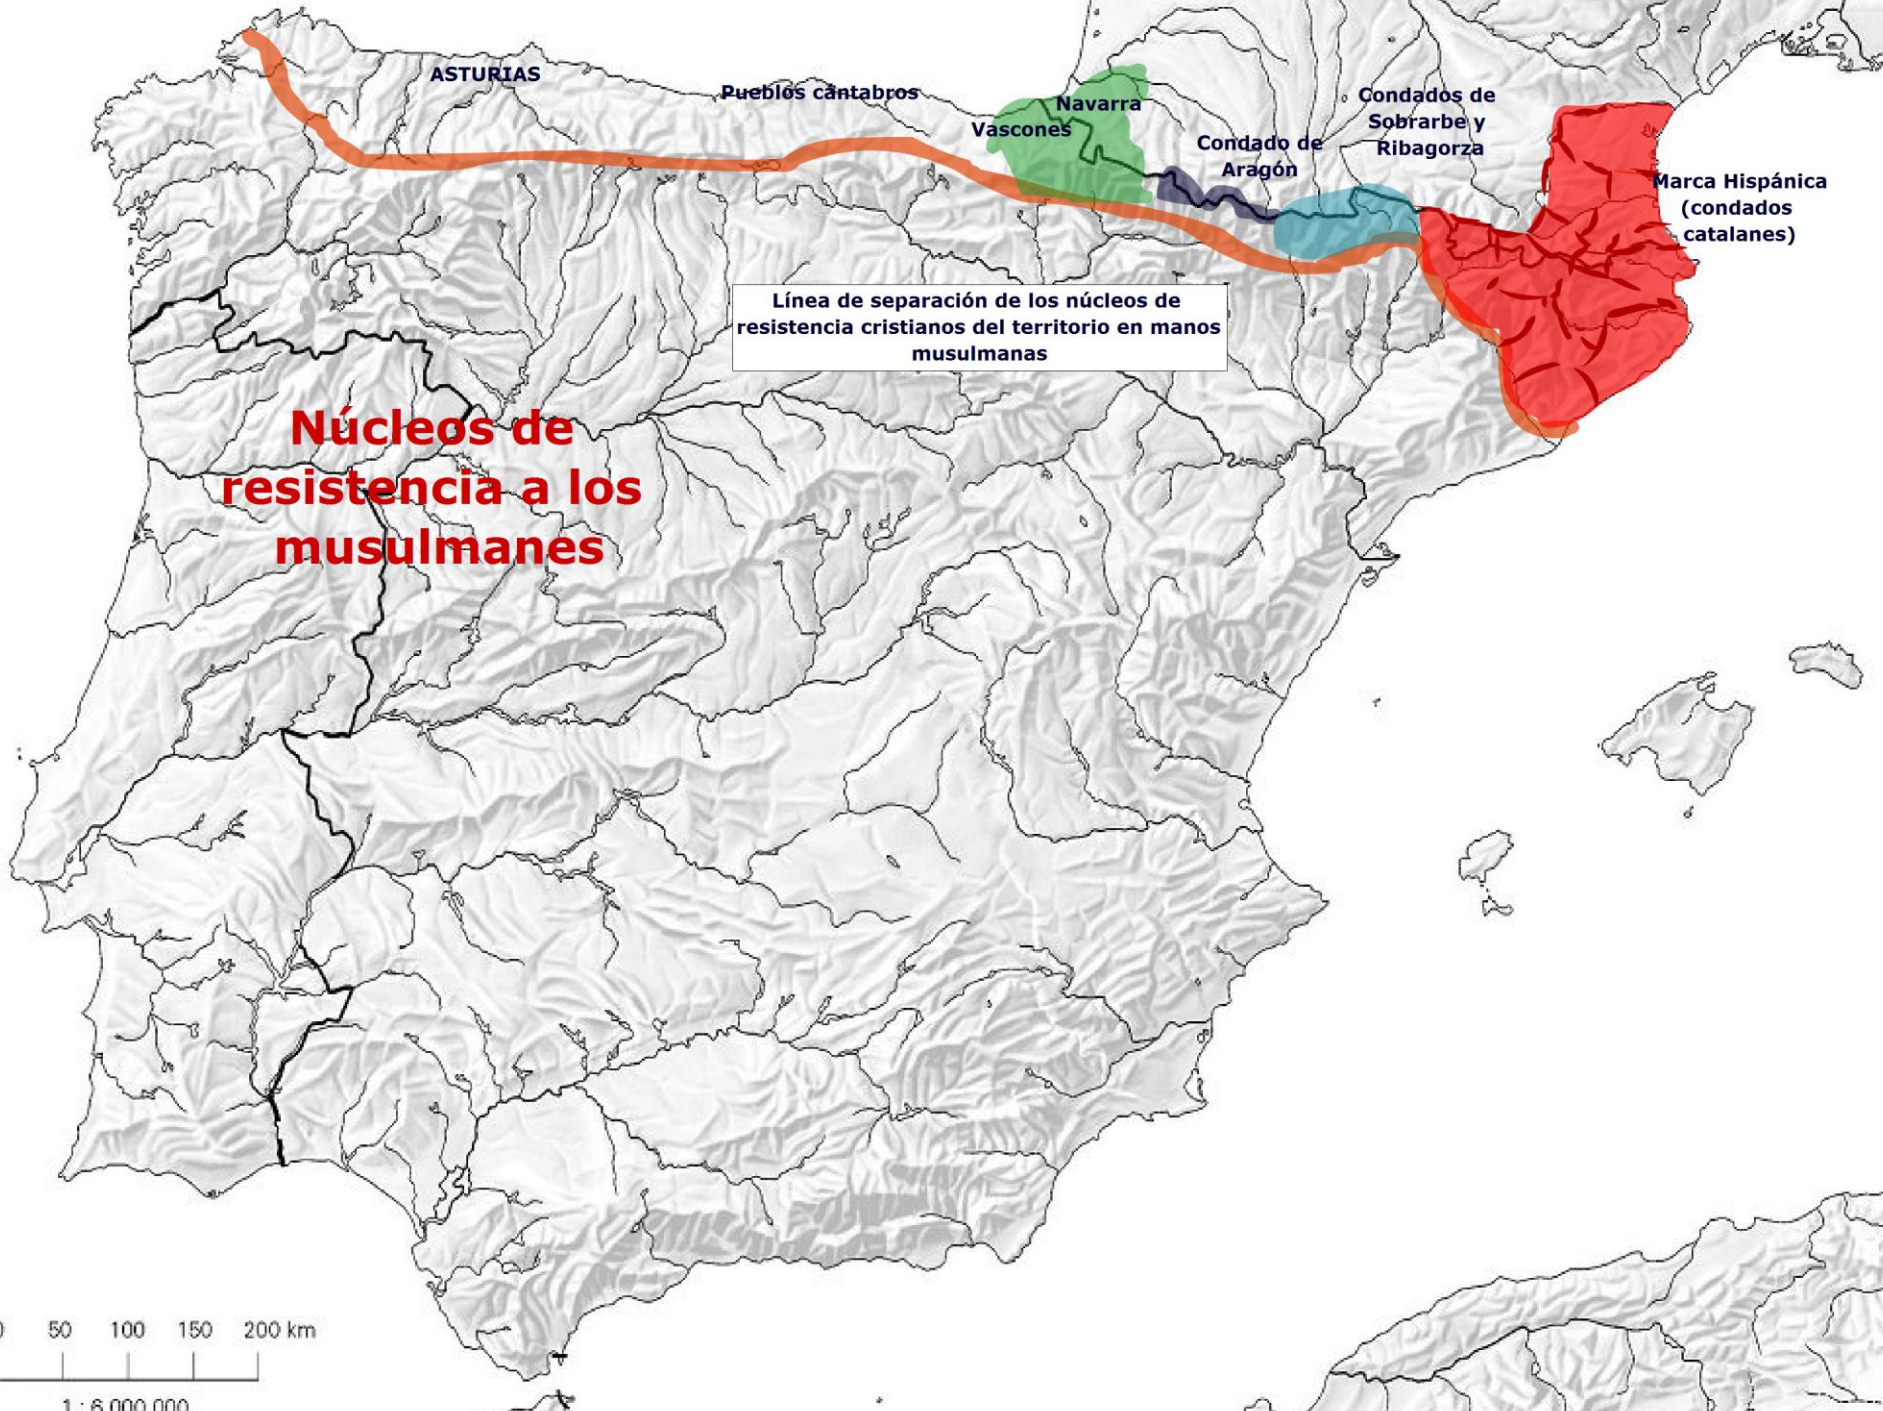 ASTURIAS
Pueblos cántabros
Navarra
Vascones
Condado de
Aragón
Condados de
Sobrarbe y
Ribagorza
Marca Hispánica
(condados
catalanes)
Línea de separación de los núcleos de
resistencia cristianos del territorio en manos
musulmanas
Núcleos de
resistencia a los
musulmanes
0 50 100 150 200 km
1 : 6 000 000